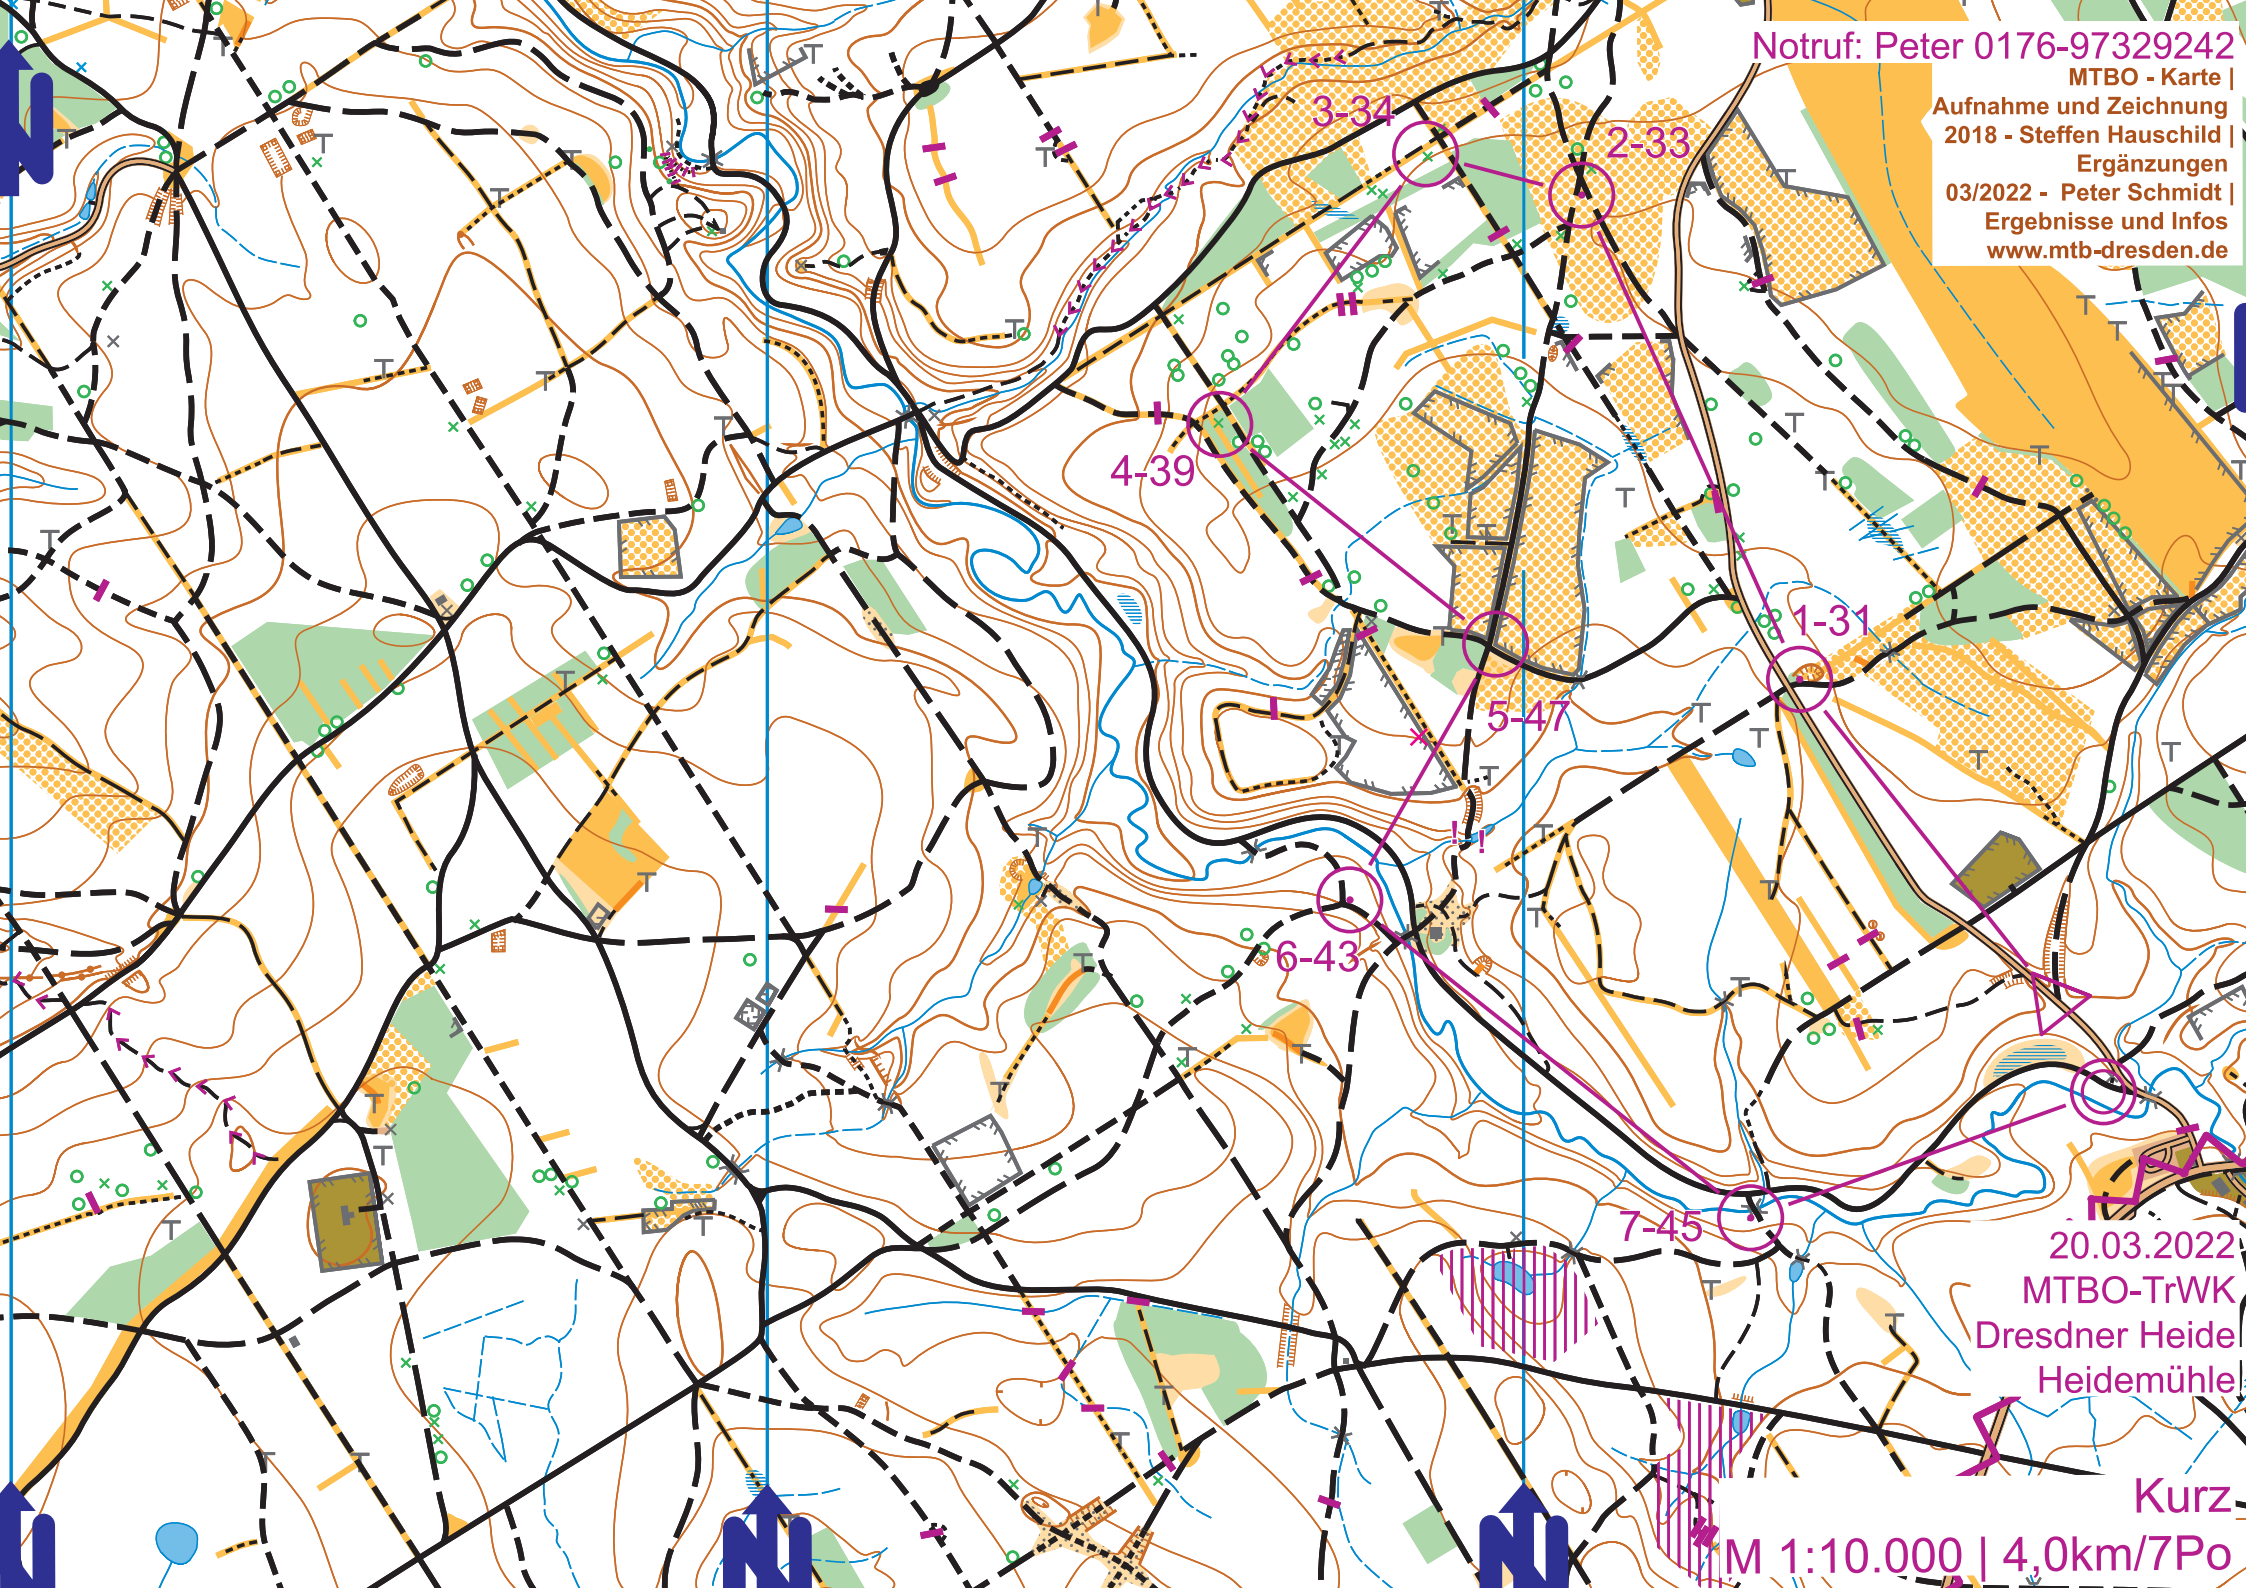 Notruf: Peter 0176-97329242
MTBO - Karte |
Aufnahme und Zeichnung
2018 - Steffen Hauschild |
Ergänzungen
03/2022 - Peter Schmidt |
Ergebnisse und Infos
www.mtb-dresden.de
3-34
2-33
4-39
1-31
5-47
6-43
7-45
20.03.2022
MTBO-TrWK
Dresdner Heide
Heidemühle
Kurz
M 1:10.000 | 4,0km/7Po
N
N
N
N